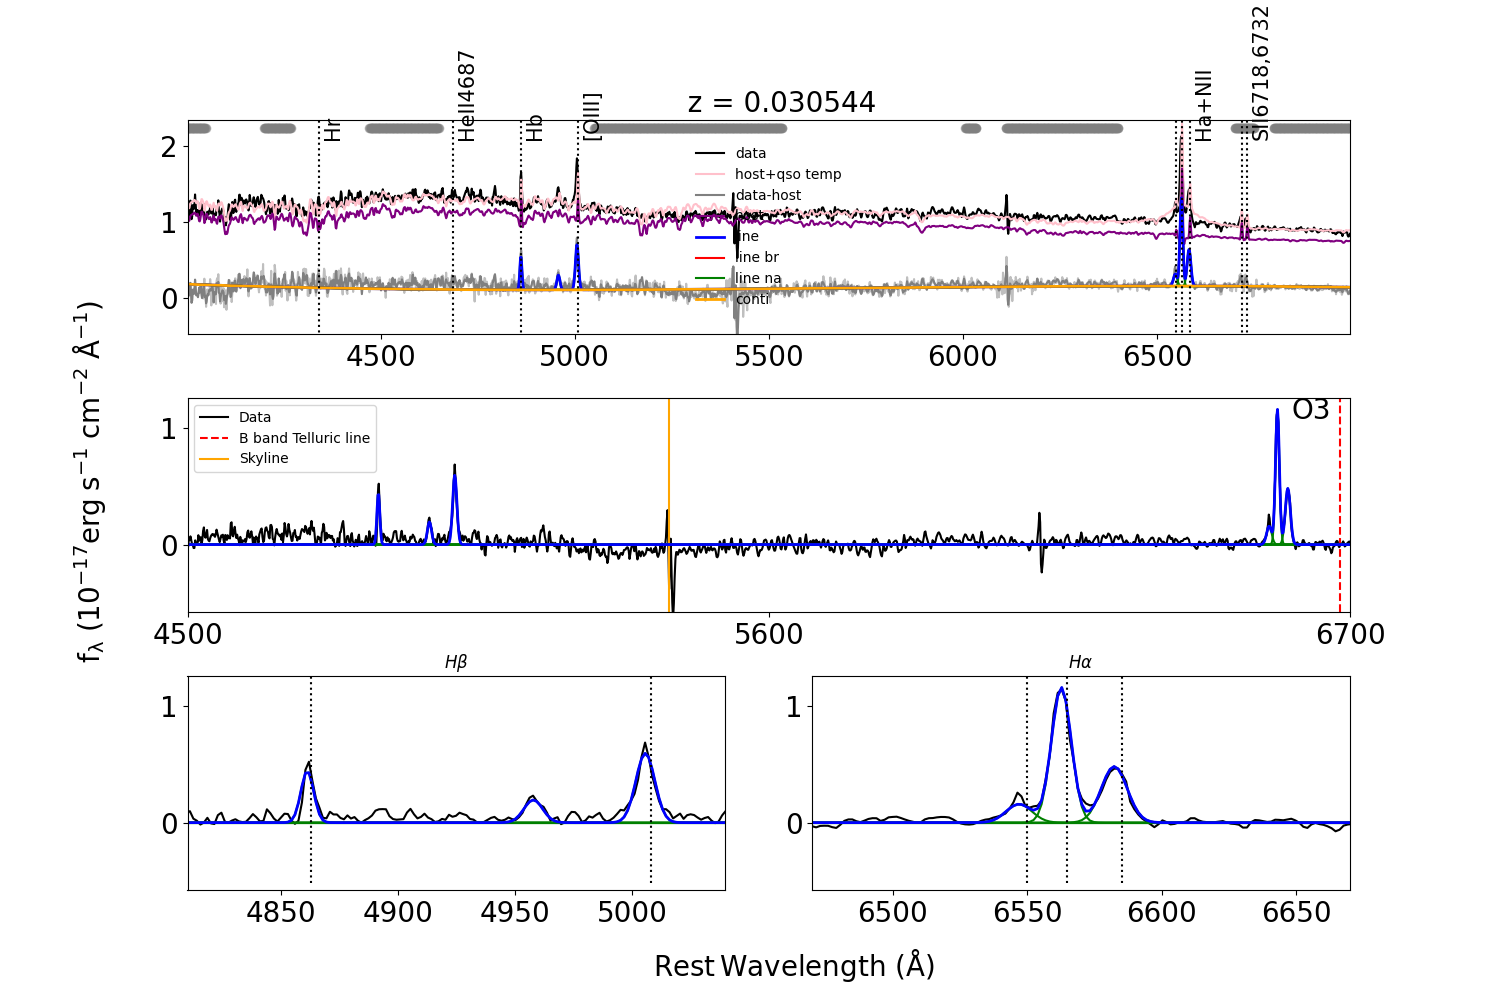 z = 0.030544
Hr
HeII4687
Hb
[OIII]
Ha+NII
SII6718,6732
2
1
0
data
host+qso temp
data-host
line
line br
line na
conti
4500
5000
5500
6000
6500
f_λ (10^−17 erg s^−1 cm^−2 Å^−1)
1
0
Data
B band Telluric line
Skyline
O3
4500
5600
6700
Hβ
1
0
4850
4900
4950
5000
Hα
1
0
6500
6550
6600
6650
Rest Wavelength (Å)